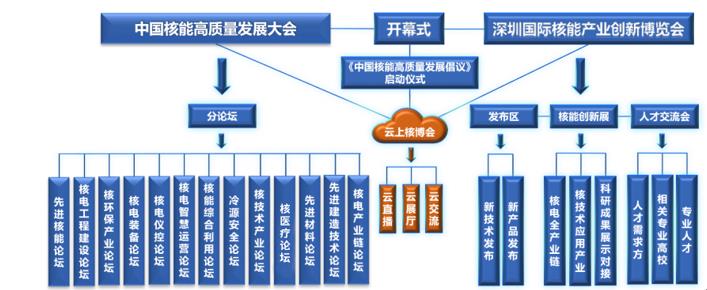 中国核能高质量发展大会
开幕式
深圳国际核能产业创新博览会
《中国核能高质量发展倡议》
启动仪式
分论坛
云上核博会
发布区
核能创新展
人才交流会
先进核能论坛
核电工程建设论坛
核环保产业论坛
核电装备论坛
核电仪控论坛
核电智慧运营论坛
核能综合利用论坛
冷源安全论坛
核技术产业论坛
核医疗论坛
先进材料论坛
先进建造技术论坛
核电产业链论坛
云直播
云展厅
云交流
新技术发布
新产品发布
核电全产业链
核技术应用产业
科研成果展示对接
人才需求方
相关专业高校
专业人才